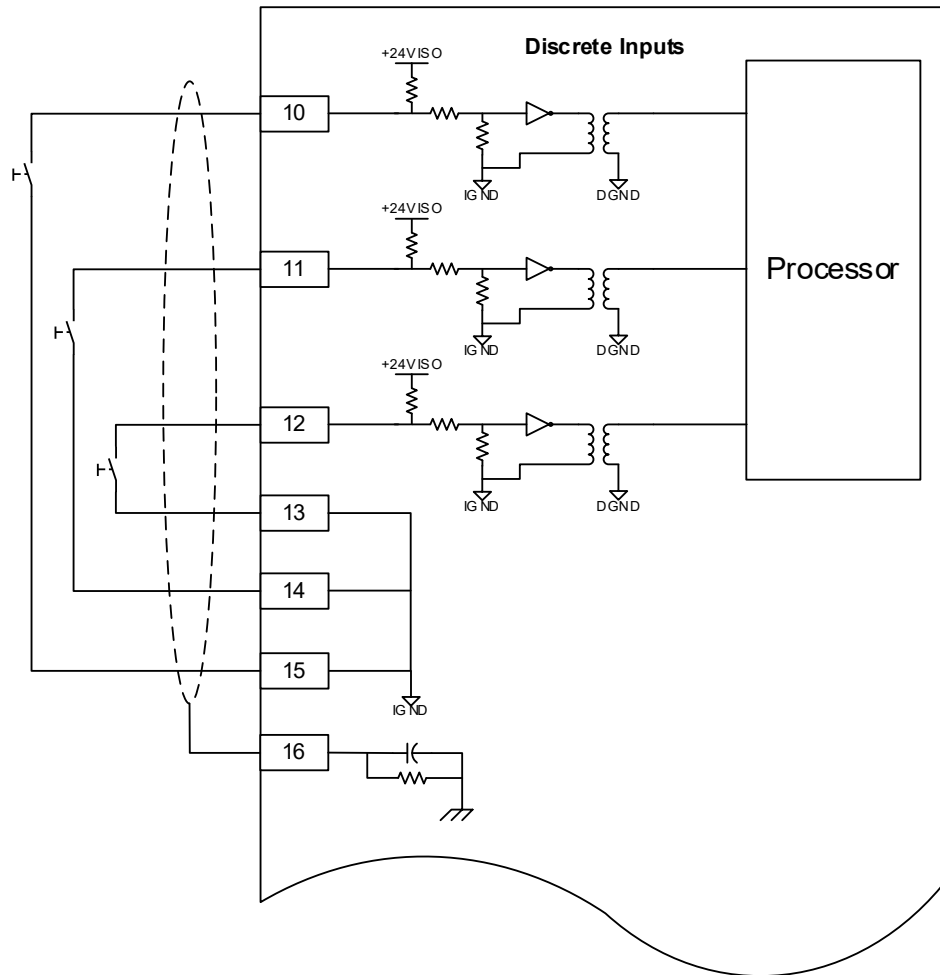 Discrete Inputs
+24VISO
10
IGND
DGND
Processor
+24VISO
11
IGND
DGND
+24VISO
12
IGND
DGND
13
14
15
IGND
16